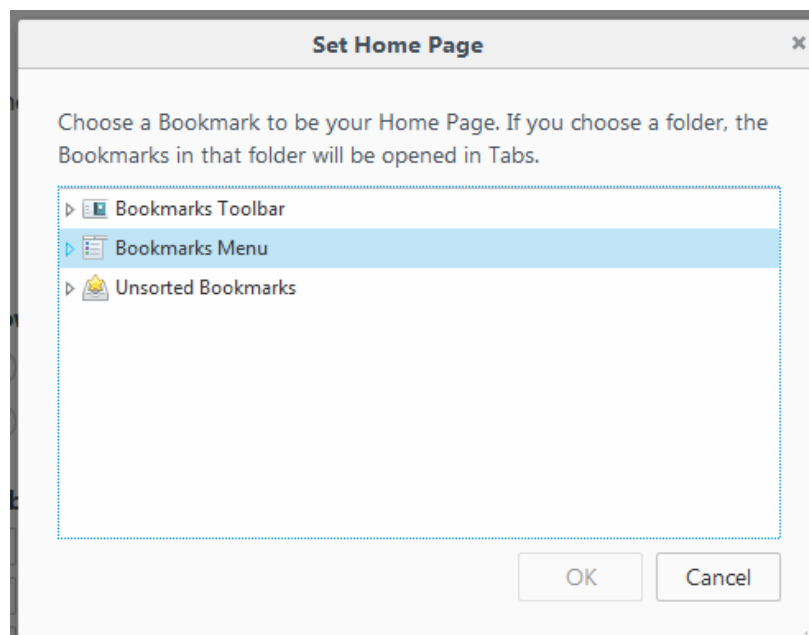 Set Home Page
Choose a Bookmark to be your Home Page. If you choose a folder, the
Bookmarks in that folder will be opened in Tabs.
Bookmarks Toolbar
Bookmarks Menu
Unsorted Bookmarks
OK
Cancel